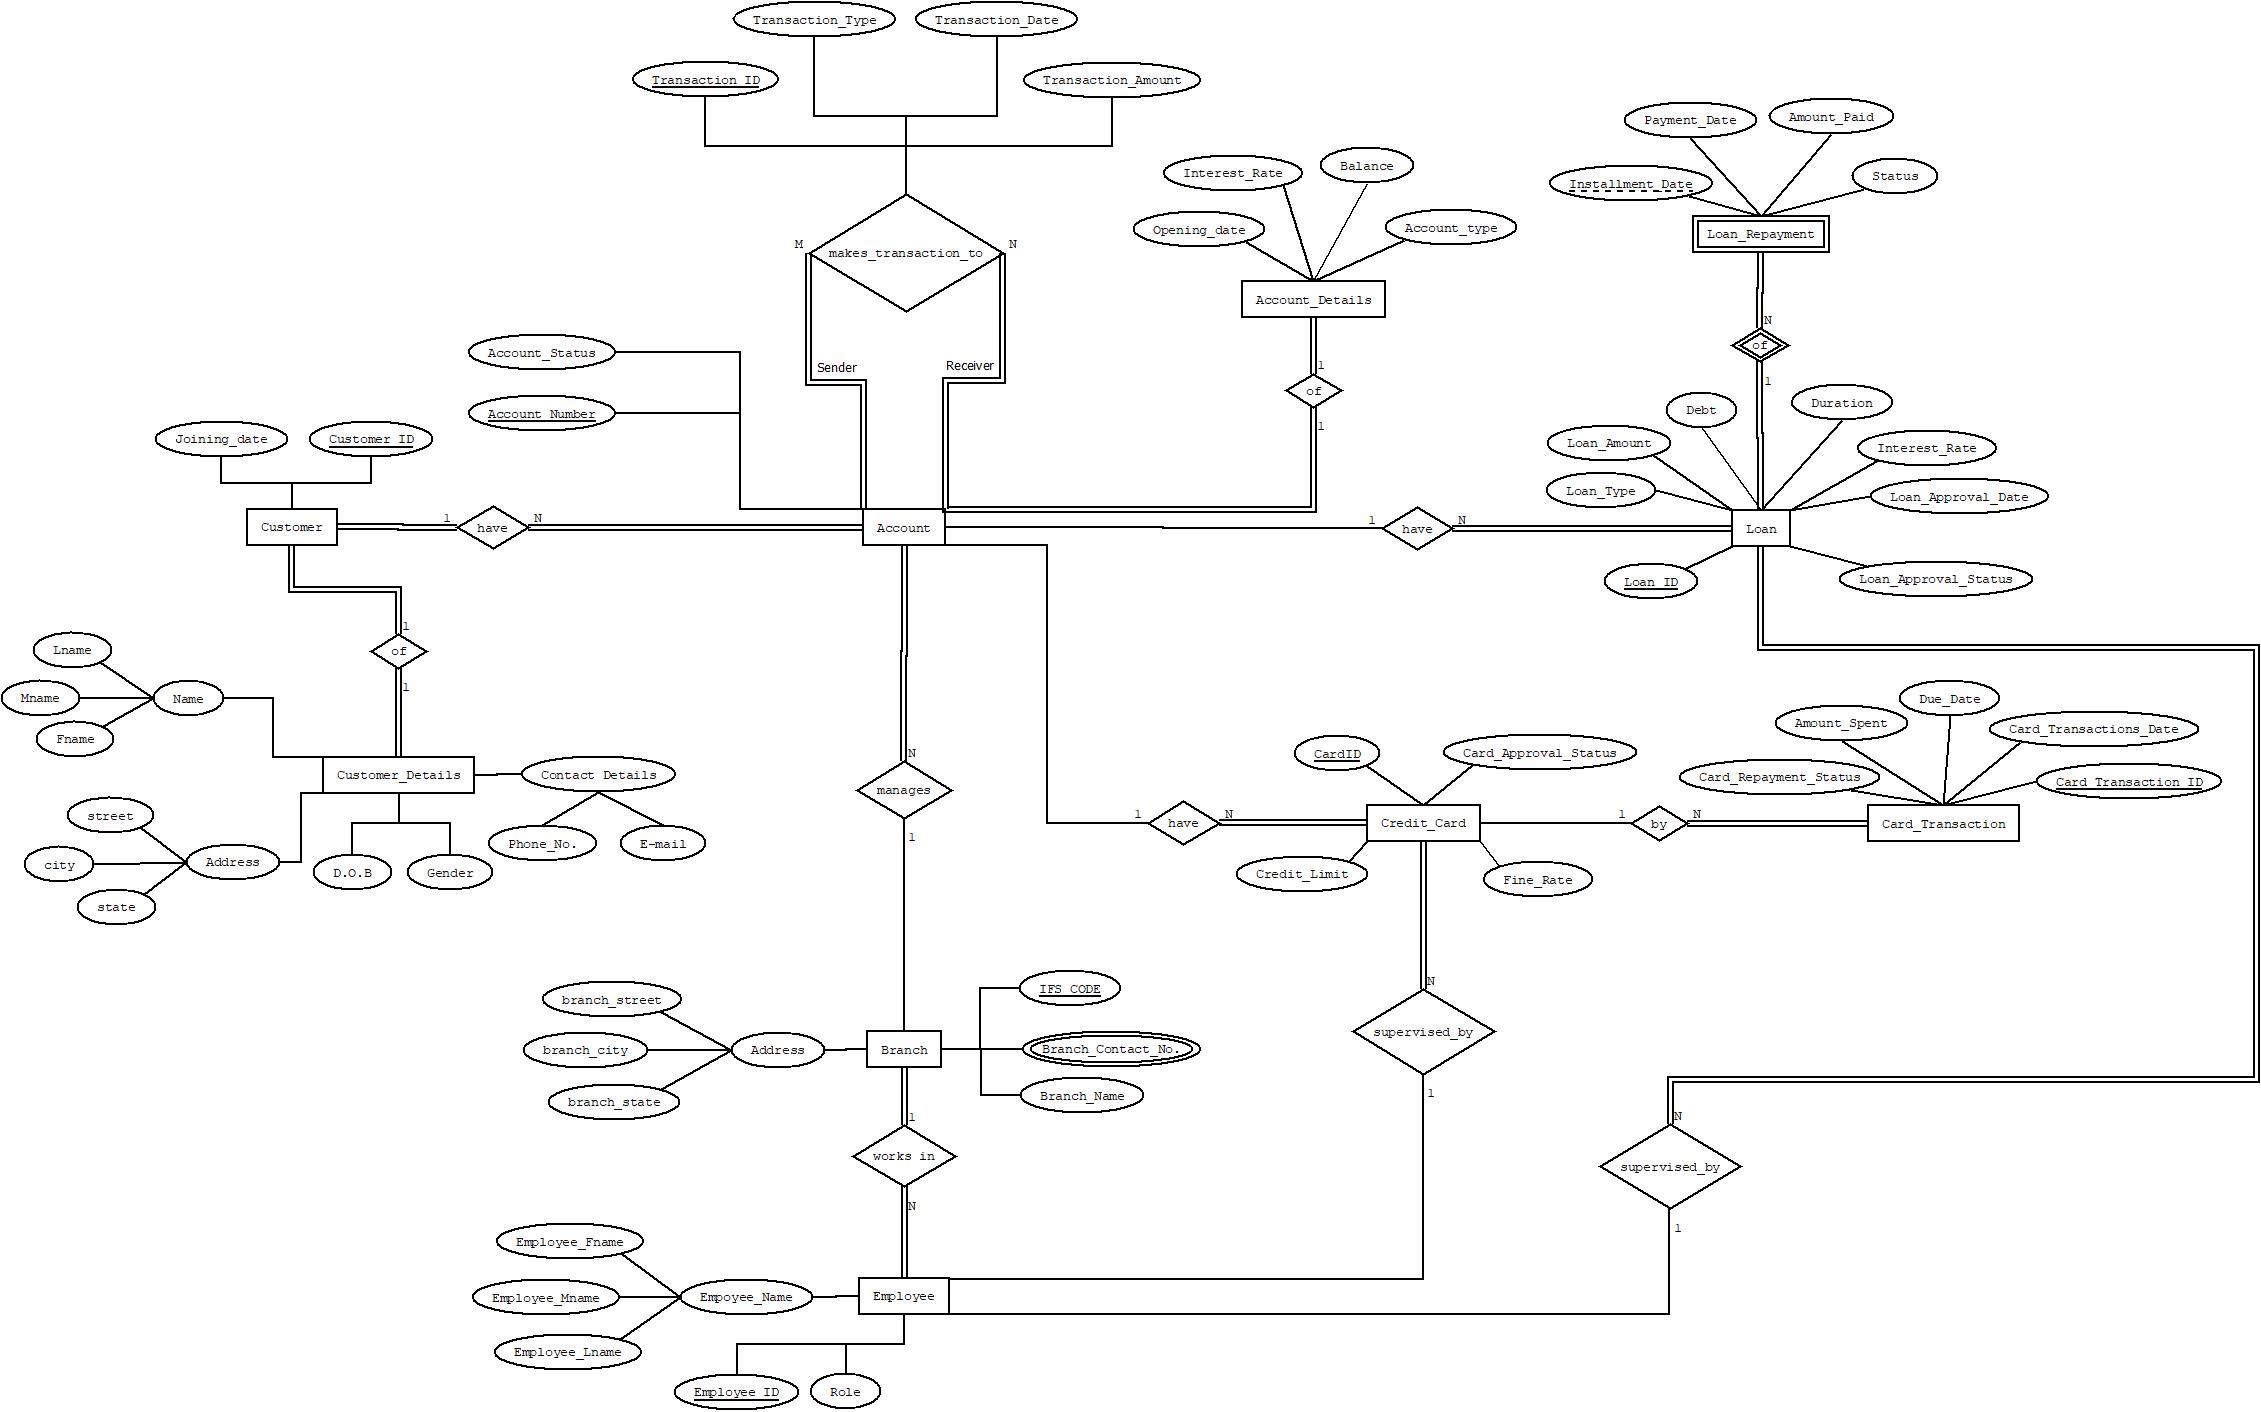 Transaction_Type
Transaction_Date
Transaction_ID
Transaction_Amount
Payment_Date
Amount_Paid
Interest_Rate
Balance
Installment_Date
Status
Opening_date
Account_type
M
N
makes_transaction_to
Loan_Repayment
Account_Details
N
of
Account_Status
Sender
Receiver
1
1
of
Debt
Duration
Account_Number
1
Joining_date
Customer_ID
Loan_Amount
Interest_Rate
Loan_Type
Loan_Approval_Date
Customer
1
have
N
Account
1
have
N
Loan
Loan_ID
Loan_Approval_Status
1
of
1
Lname
Mname
Name
Fname
Due_Date
Amount_Spent
Card_Transactions_Date
N
CardID
Card_Approval_Status
Customer_Details
Contact Details
Card_Repayment_Status
Card_Transaction_ID
manages
street
1
have
N
Credit_Card
1
by
N
Card_Transaction
1
Phone_No.
E-mail
city
Address
D.O.B
Gender
Credit_Limit
Fine_Rate
state
N
IFS_CODE
branch_street
supervised_by
branch_city
Address
Branch
Branch_Contact_No.
Branch_Name
1
branch_state
1
N
works in
supervised_by
N
1
Employee_Fname
Employee_Mname
Empoyee_Name
Employee
Employee_Lname
Employee_ID
Role